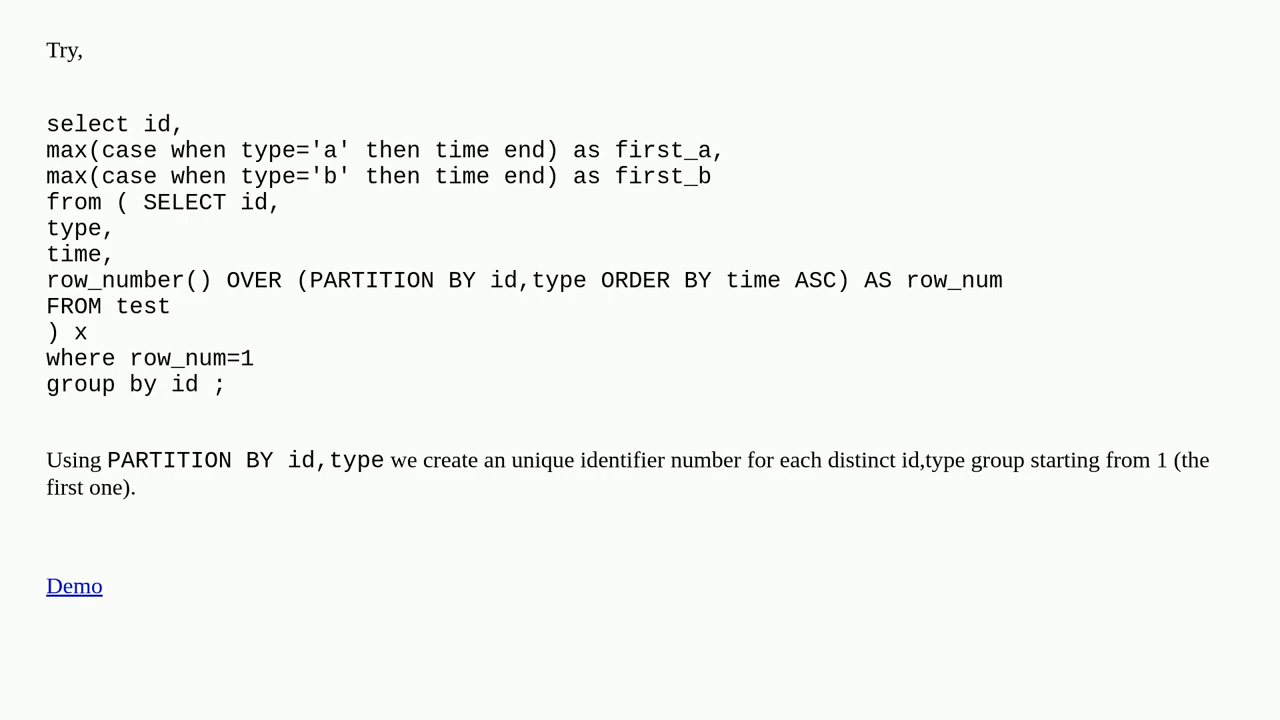 Try,
select id,
max(case when type='a' then time end) as first_a,
max(case when type='b' then time end) as first_b
from ( SELECT id,
type,
time,
row_number() OVER (PARTITION BY id,type ORDER BY time ASC) AS row_num
FROM test
) x
where row_num=1
group by id ;
Using PARTITION BY id,type we create an unique identifier number for each distinct id,type group starting from 1 (the
first one).
Demo